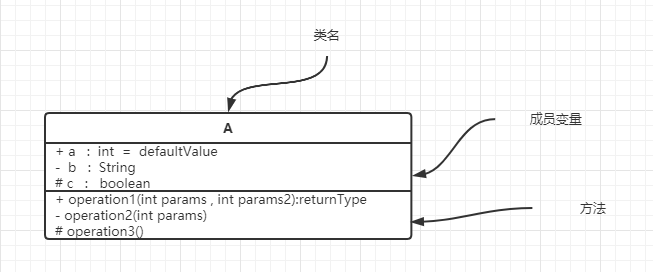 类名
A
+ a : int = defaultValue
成员变量
- b : String
# c : boolean
+ operation1(int params , int params2):returnType
方法
- operation2(int params)
# operation3()